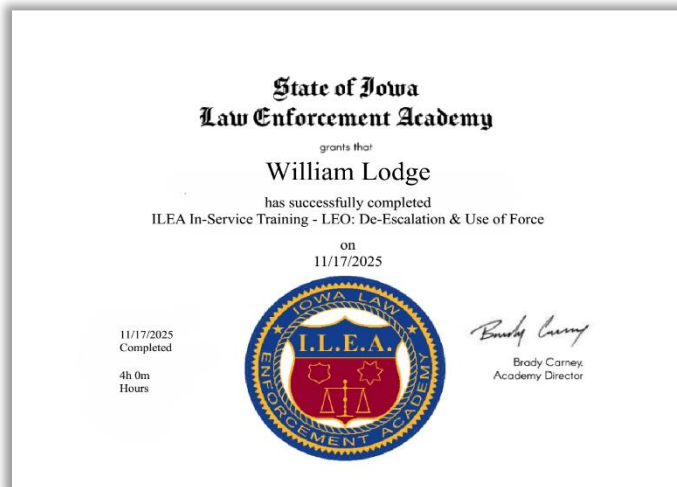 State of Iowa
Law Enforcement Academy
grants that
William Lodge
has successfully completed
ILEA In-Service Training - LEO: De-Escalation & Use of Force
on
11/17/2025
11/17/2025
Completed
4h 0m
Hours
IOWA LAW
I.L.E.A.
ENFORCEMENT ACADEMY
Brady Carney
Brady Carney,
Academy Director